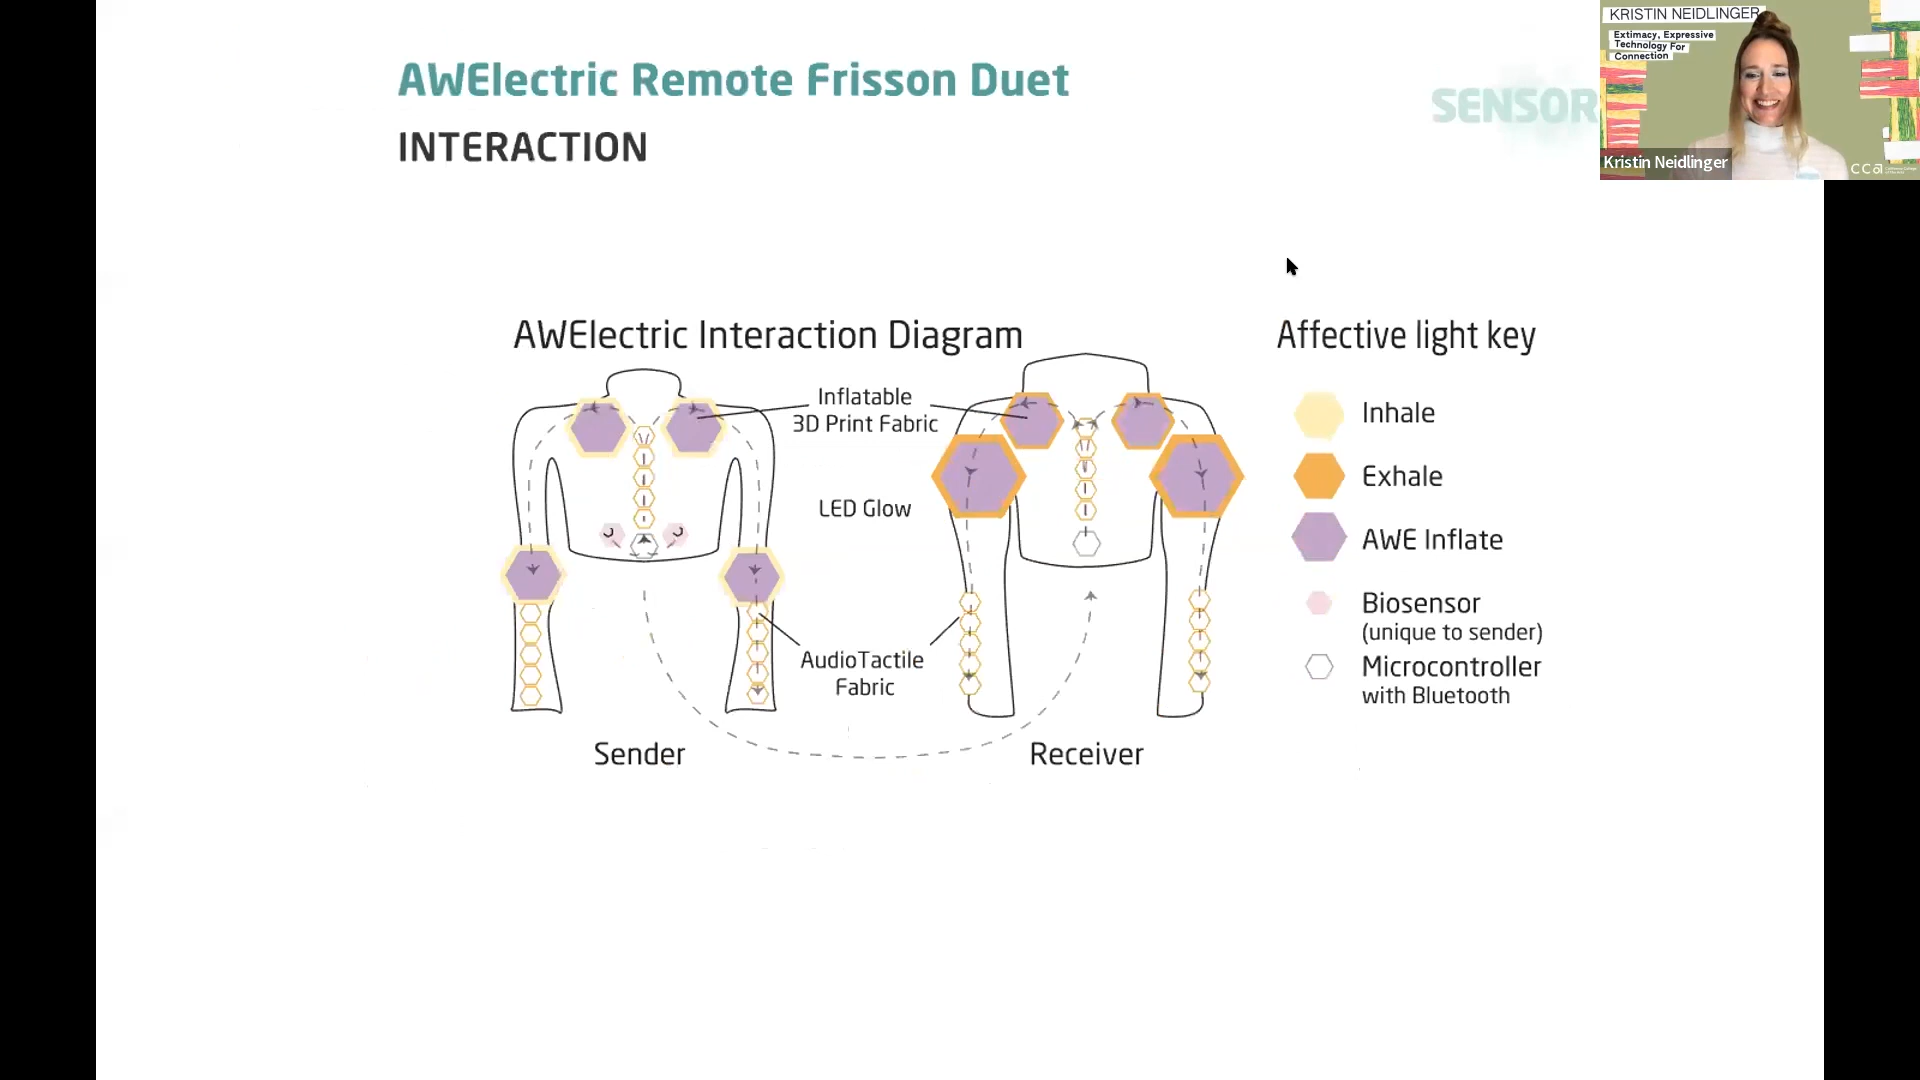 AWElectric Remote Frisson Duet
INTERACTION
SENSOR
KRISTIN NEIDLINGER
Extimacy, Expressive
Technology For
Connection
Kristin Neidlinger
cca
AWElectric Interaction Diagram
Inflatable
3D Print Fabric
LED Glow
AudioTactile
Fabric
Sender
Receiver
Affective light key
Inhale
Exhale
AWE Inflate
Biosensor
(unique to sender)
Microcontroller
with Bluetooth